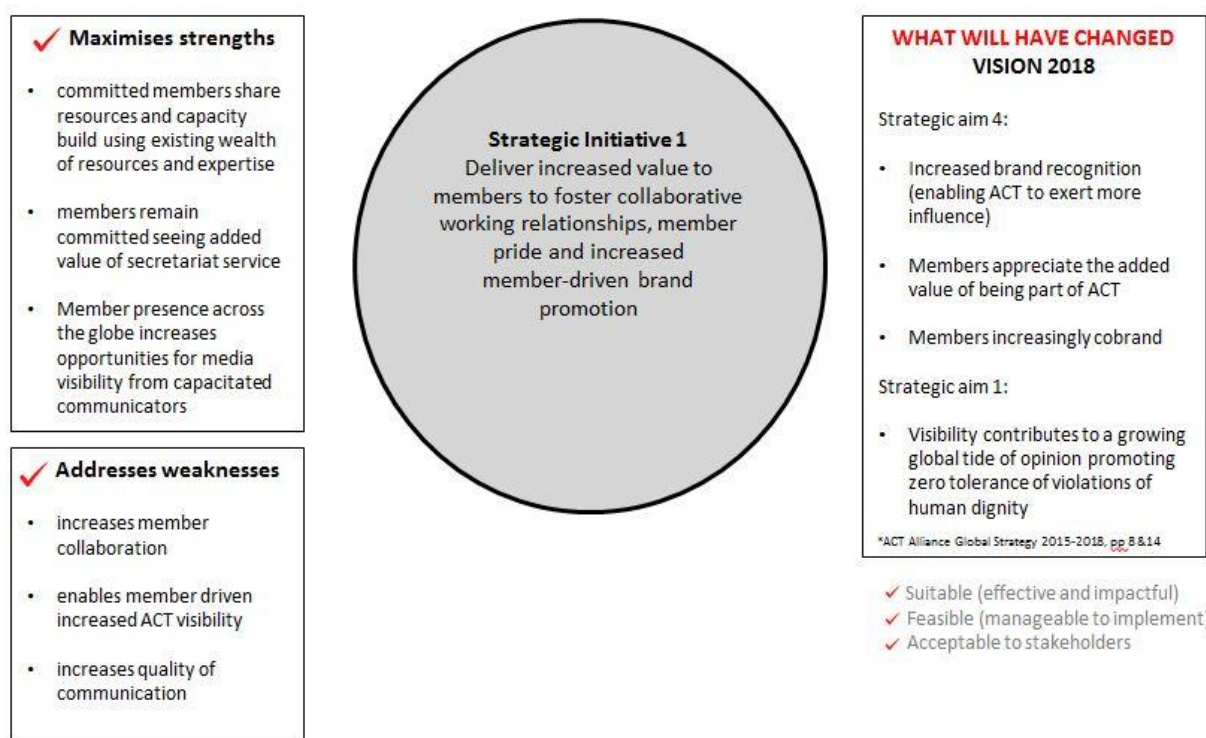 ✓ Maximises strengths
• committed members share
resources and capacity
build using existing wealth
of resources and expertise
• members remain
committed seeing added
value of secretariat service
• Member presence across
the globe increases
opportunities for media
visibility from capacitated
communicators
✓ Addresses weaknesses
• increases member
collaboration
• enables member driven
increased ACT visibility
• increases quality of
communication
Strategic Initiative 1
Deliver increased value to
members to foster collaborative
working relationships, member
pride and increased
member-driven brand
promotion
WHAT WILL HAVE CHANGED
VISION 2018
Strategic aim 4:
• Increased brand recognition
(enabling ACT to exert more
influence)
• Members appreciate the added
value of being part of ACT
• Members increasingly cobrand
Strategic aim 1:
• Visibility contributes to a growing
global tide of opinion promoting
zero tolerance of violations of
human dignity
*ACT Alliance Global Strategy 2015-2018, pp 8&14
✓ Suitable (effective and impactful)
✓ Feasible (manageable to implement)
✓ Acceptable to stakeholders